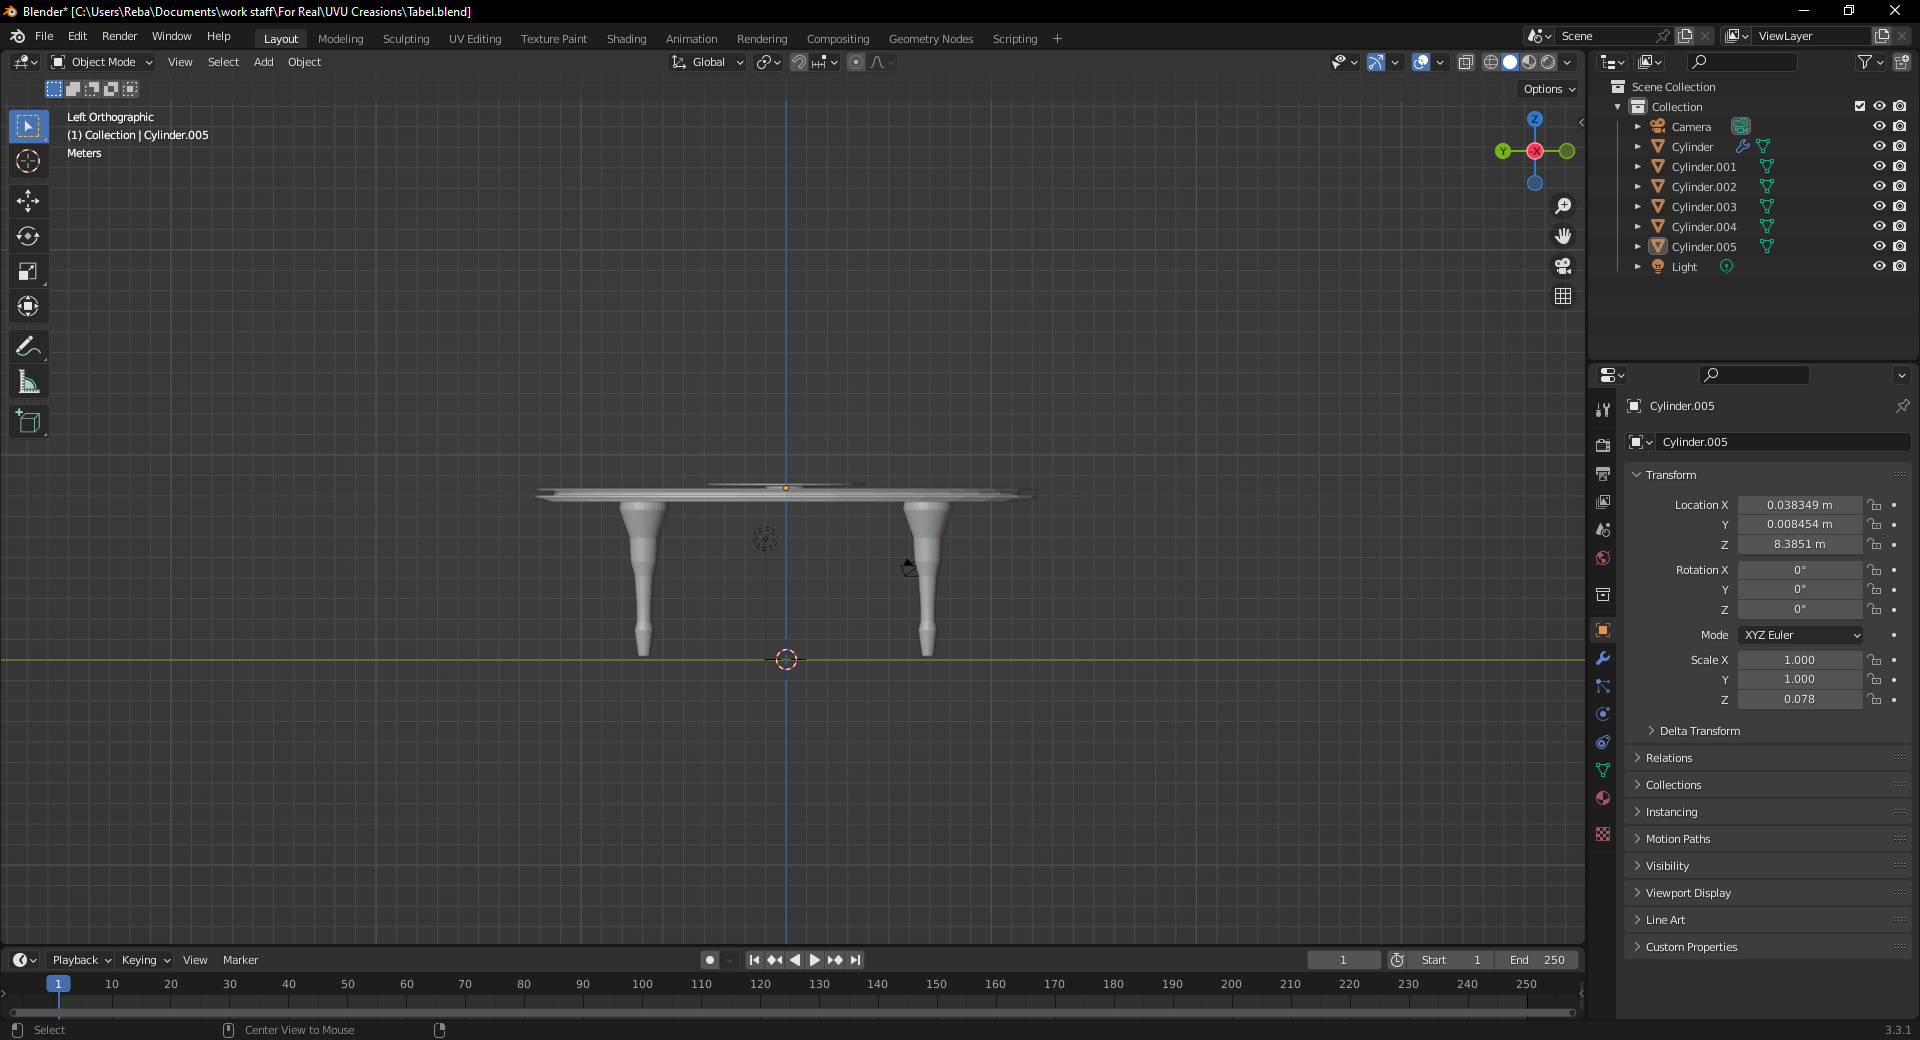 Blender* [C:\Users\Reba\Documents\work staff\For Real\UVU Creasions\Tabel.blend]
File Edit Render Window Help Layout Modeling Sculpting UV Editing Texture Paint Shading Animation Rendering Compositing Geometry Nodes Scripting + Scene ViewLayer
Object Mode View Select Add Object Global
Options
Left Orthographic
(1) Collection | Cylinder.005
Meters
Z
Y
X
Scene Collection
Collection
Camera
Cylinder
Cylinder.001
Cylinder.002
Cylinder.003
Cylinder.004
Cylinder.005
Light
Cylinder.005
Cylinder.005
Transform
Location X 0.038349 m
Y 0.008454 m
Z 8.3851 m
Rotation X 0°
Y 0°
Z 0°
Mode XYZ Euler
Scale X 1.000
Y 1.000
Z 0.078
Delta Transform
Relations
Collections
Instancing
Motion Paths
Visibility
Viewport Display
Line Art
Custom Properties
Playback Keying View Marker 1 Start 1 End 250
1 10 20 30 40 50 60 70 80 90 100 110 120 130 140 150 160 170 180 190 200 210 220 230 240 250
Select Center View to Mouse 3.3.1